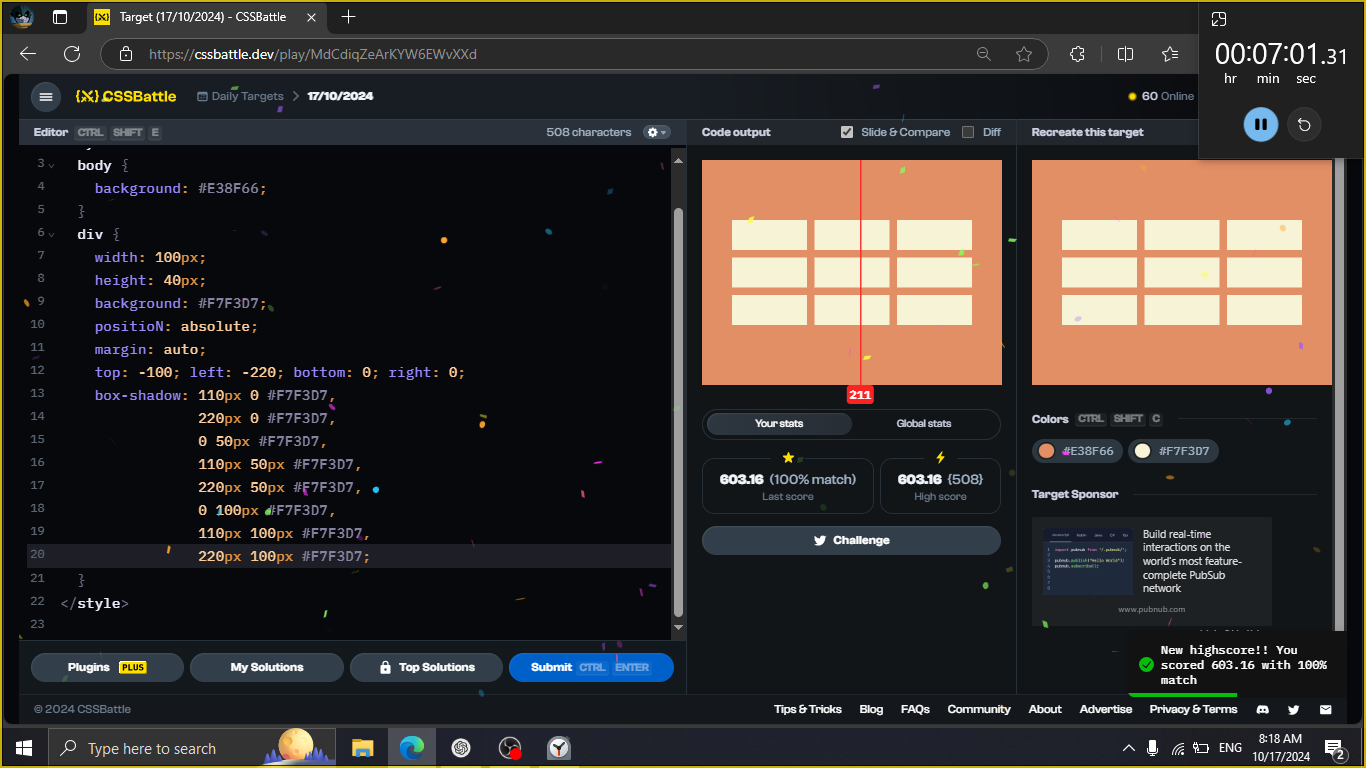 Target (17/10/2024) - CSSBattle
https://cssbattle.dev/play/MdCdiqZeArKYW6EWvXXd
00:07:01.31
hr min sec
{X} CSSBattle
Daily Targets > 17/10/2024
60 Online
Editor CTRL SHIFT E
508 characters
Code output
Slide & Compare
Diff
Recreate this target
3 body {
4 background: #E38F66;
5 }
6 div {
7 width: 100px;
8 height: 40px;
9 background: #F7F3D7;
10 positioN: absolute;
11 margin: auto;
12 top: -100; left: -220; bottom: 0; right: 0;
13 box-shadow: 110px 0 #F7F3D7,
14 220px 0 #F7F3D7,
15 0 50px #F7F3D7,
16 110px 50px #F7F3D7,
17 220px 50px #F7F3D7,
18 0 100px #F7F3D7,
19 110px 100px #F7F3D7,
20 220px 100px #F7F3D7;
21 }
22 </style>
23
211
Your stats
Global stats
603.16 (100% match)
Last score
603.16 {508}
High score
Challenge
Colors CTRL SHIFT C
#E38F66
#F7F3D7
Target Sponsor
Build real-time
interactions on the
world's most feature-
complete PubSub
network
www.pubnub.com
New highscore!! You
scored 603.16 with 100%
match
Plugins PLUS
My Solutions
Top Solutions
Submit CTRL ENTER
© 2024 CSSBattle
Tips & Tricks
Blog
FAQs
Community
About
Advertise
Privacy & Terms
Type here to search
ENG
8:18 AM
10/17/2024
2